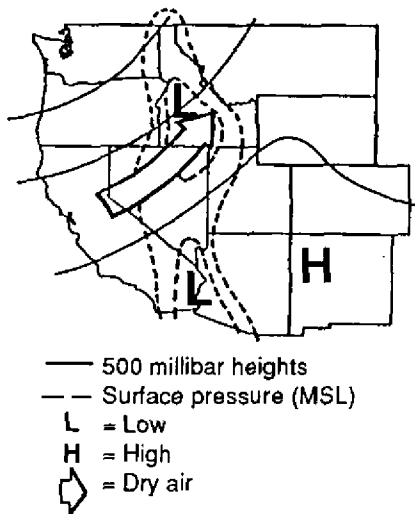 L
L
H
500 millibar heights
Surface pressure (MSL)
L = Low
H = High
= Dry air